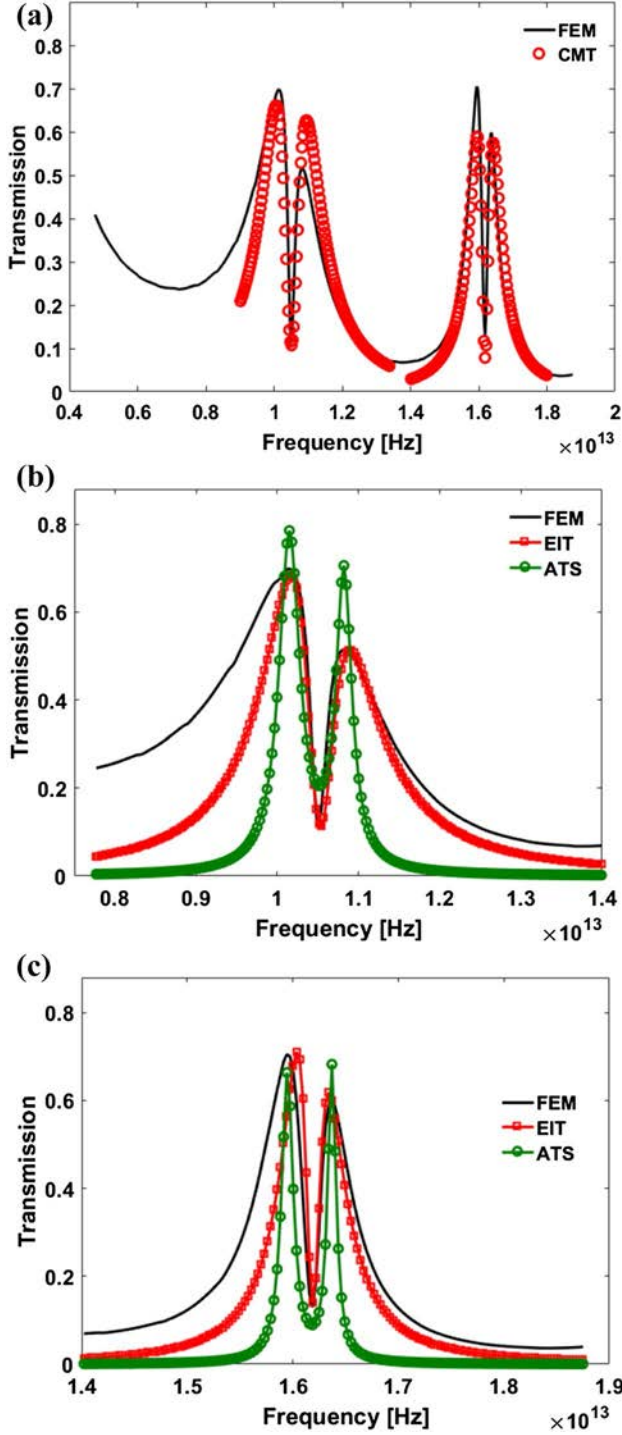 (a)
Transmission
0.8
0.7
0.6
0.5
0.4
0.3
0.2
0.1
0
FEM
CMT
0.4 0.6 0.8 1 1.2 1.4 1.6 1.8 2
Frequency [Hz]
×10¹³
(b)
Transmission
0.8
0.6
0.4
0.2
0
FEM
EIT
ATS
0.8 0.9 1 1.1 1.2 1.3 1.4
Frequency [Hz]
×10¹³
(c)
Transmission
0.8
0.6
0.4
0.2
0
FEM
EIT
ATS
1.4 1.5 1.6 1.7 1.8 1.9
Frequency [Hz]
×10¹³